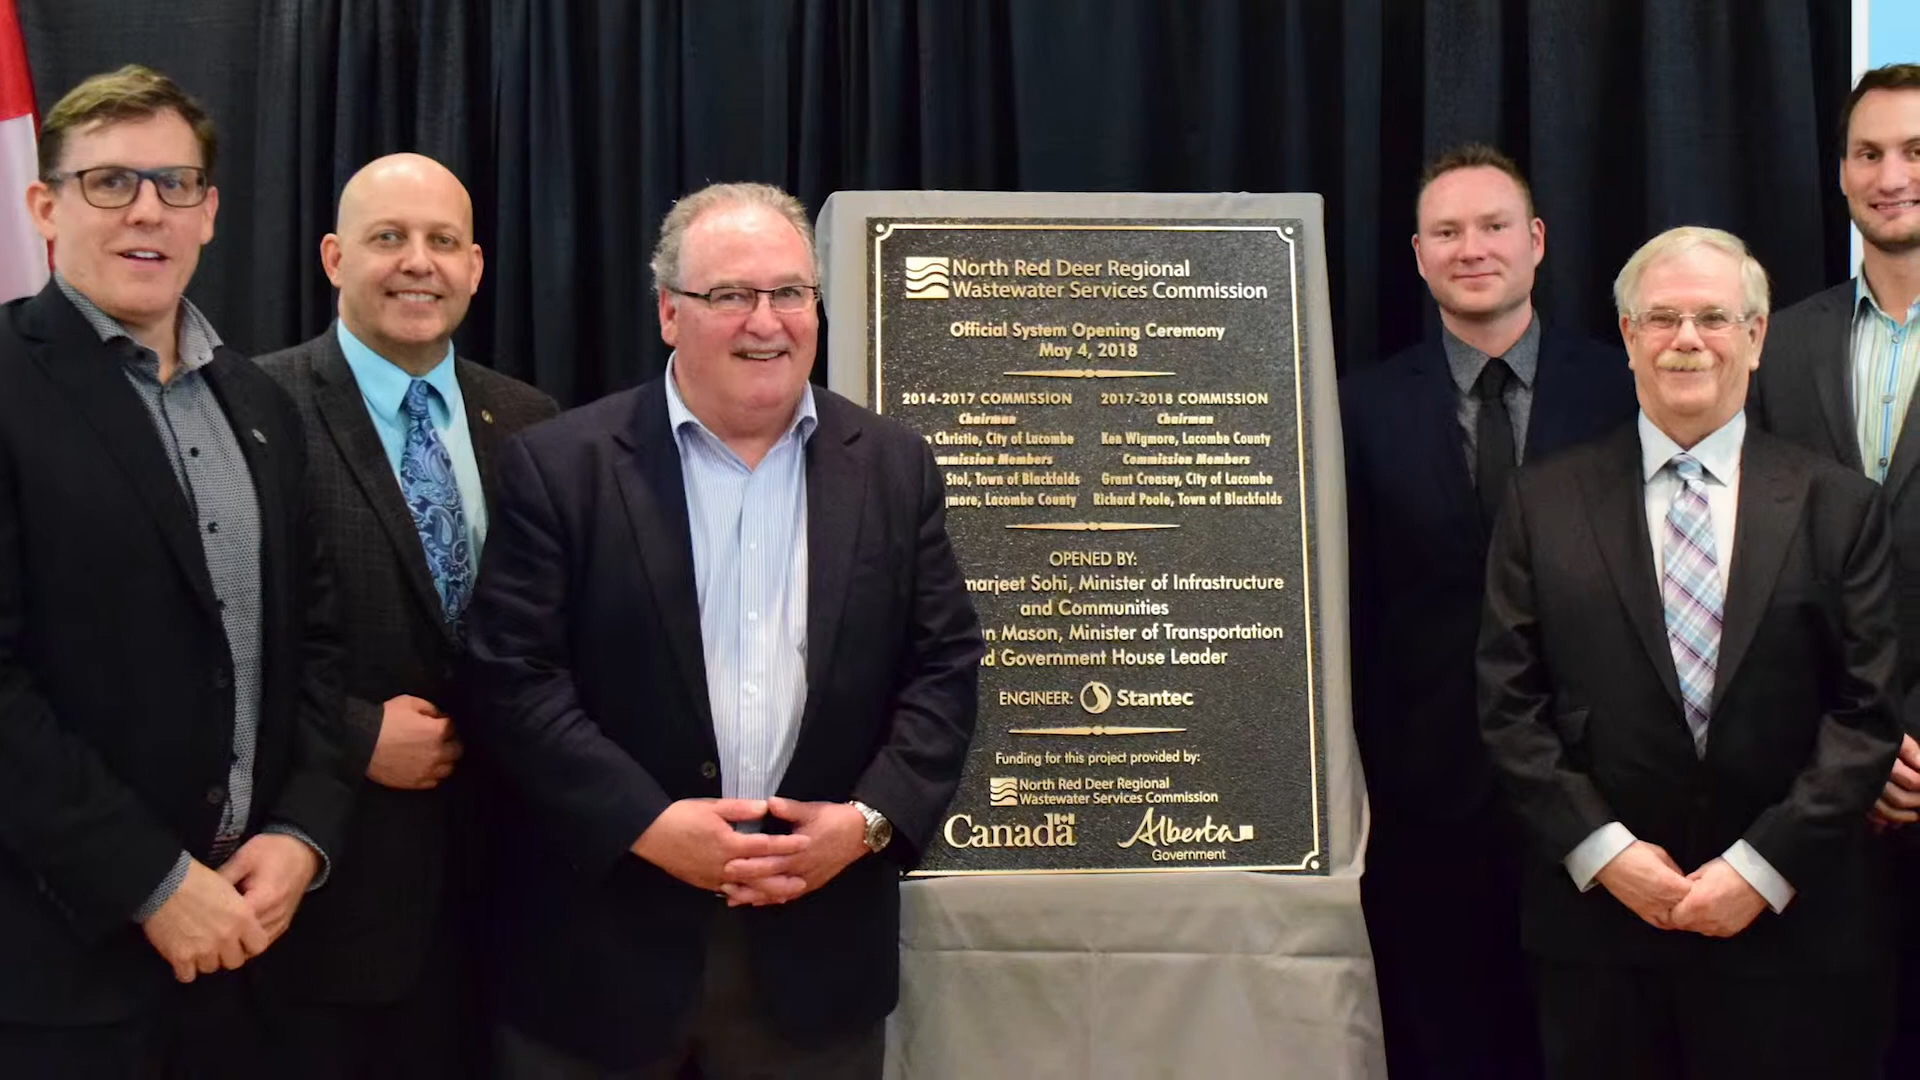 North Red Deer Regional
Wastewater Services Commission
Official System Opening Ceremony
May 4, 2018
2014-2017 COMMISSION
Chairman
Christie, City of Lacombe
Members
Stol, Town of Blackfalds
Lacombe County
2017-2018 COMMISSION
Chairman
Ken Wigmore, Lacombe County
Commission Members
Grant Creasey, City of Lacombe
Richard Poole, Town of Blackfalds
OPENED BY:
Sohi, Minister of Infrastructure
and Communities
Mason, Minister of Transportation
Government House Leader
ENGINEER: Stantec
Funding for this project provided by:
North Red Deer Regional
Wastewater Services Commission
Canada
Alberta
Government